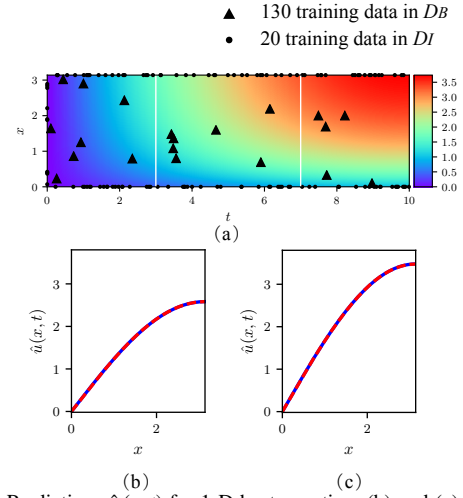 ▲ 130 training data in DB
● 20 training data in DI
3
2
1
0
x
0 2 4 6 8 10
t
3.5
3.0
2.5
2.0
1.5
1.0
0.5
0.0
(a)
3
2
1
0
û(x, t)
0 2
x
(b)
3
2
1
0
û(x, t)
0 2
x
(c)